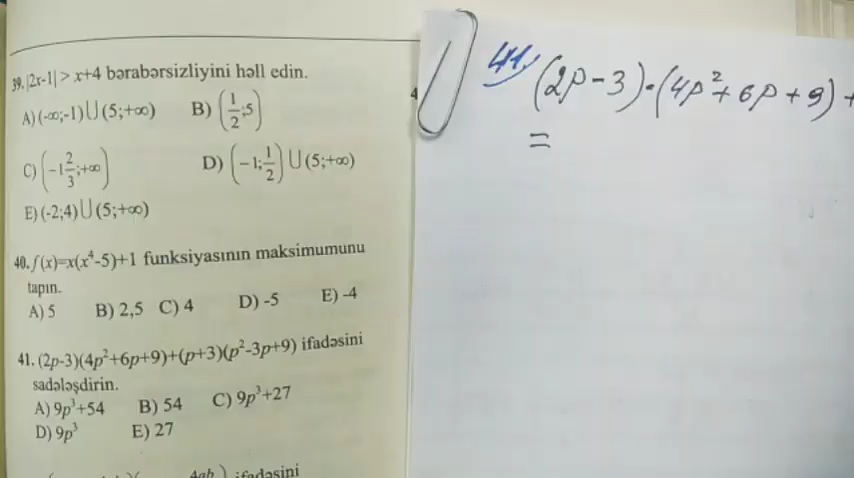 39. |2x-1| > x+4 bərabərsizliyini həll edin.
A) (-∞;-1)⋃(5;+∞) B) (1/2;5)
C) (-1 2/3;+∞) D) (-1;1/2)⋃(5;+∞)
E) (-2;4)⋃(5;+∞)
40. f(x)=x(x⁴-5)+1 funksiyasının maksimumunu
tapın.
A) 5 B) 2,5 C) 4 D) -5 E) -4
41. (2p-3)(4p²+6p+9)+(p+3)(p²-3p+9) ifadəsini
sadələşdirin.
A) 9p³+54 B) 54 C) 9p³+27
D) 9p³ E) 27
4ab) ifadəsini
4
41. (2p-3)·(4p²+6p+9)+
=